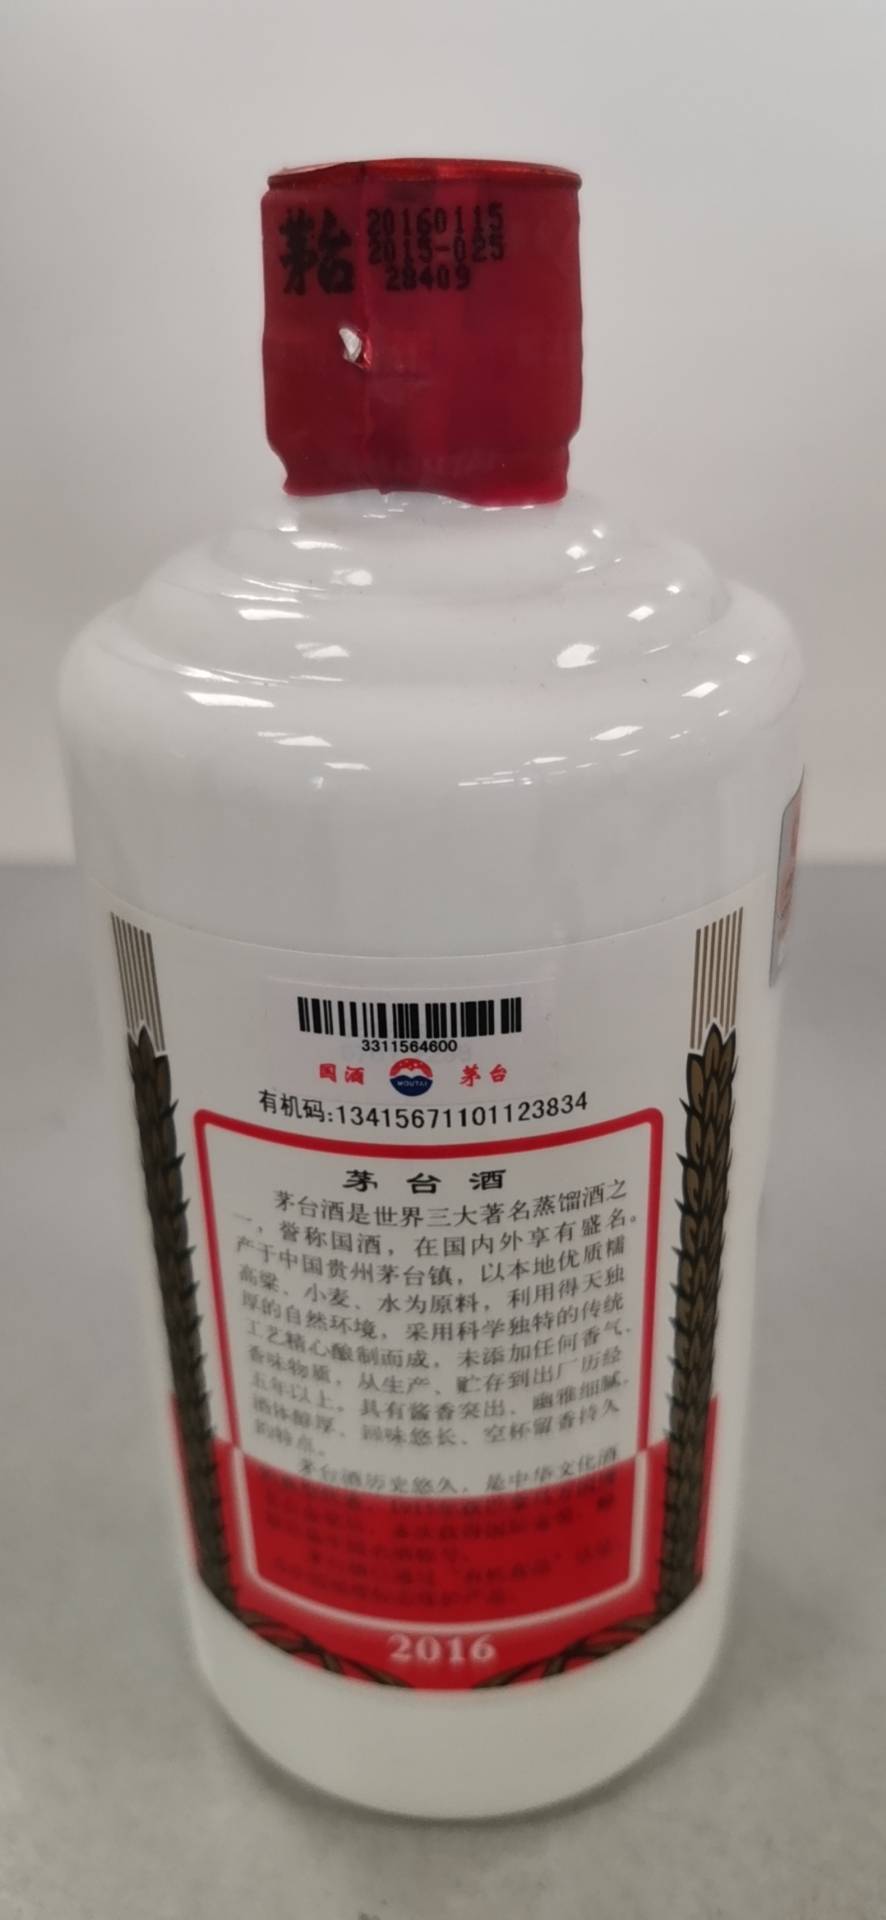 茅台
20160115
2015-025
28409
3311564600
国酒 MOUTAI 茅台
有机码:13415671101123834
茅台酒
茅台酒是世界三大著名蒸馏酒之
一，誉称国酒，在国内外享有盛名。
产于中国贵州茅台镇，以本地优质糯
高粱、小麦、水为原料，利用得天独
厚的自然环境，采用科学独特的传统
工艺精心酿制而成，未添加任何香气、
香味物质，从生产、贮存到出厂历经
五年以上。具有酱香突出、幽雅细腻、
酒体醇厚、回味悠长、空杯留香持久
的特点。
茅台酒历史悠久，是中华文化酒
2016